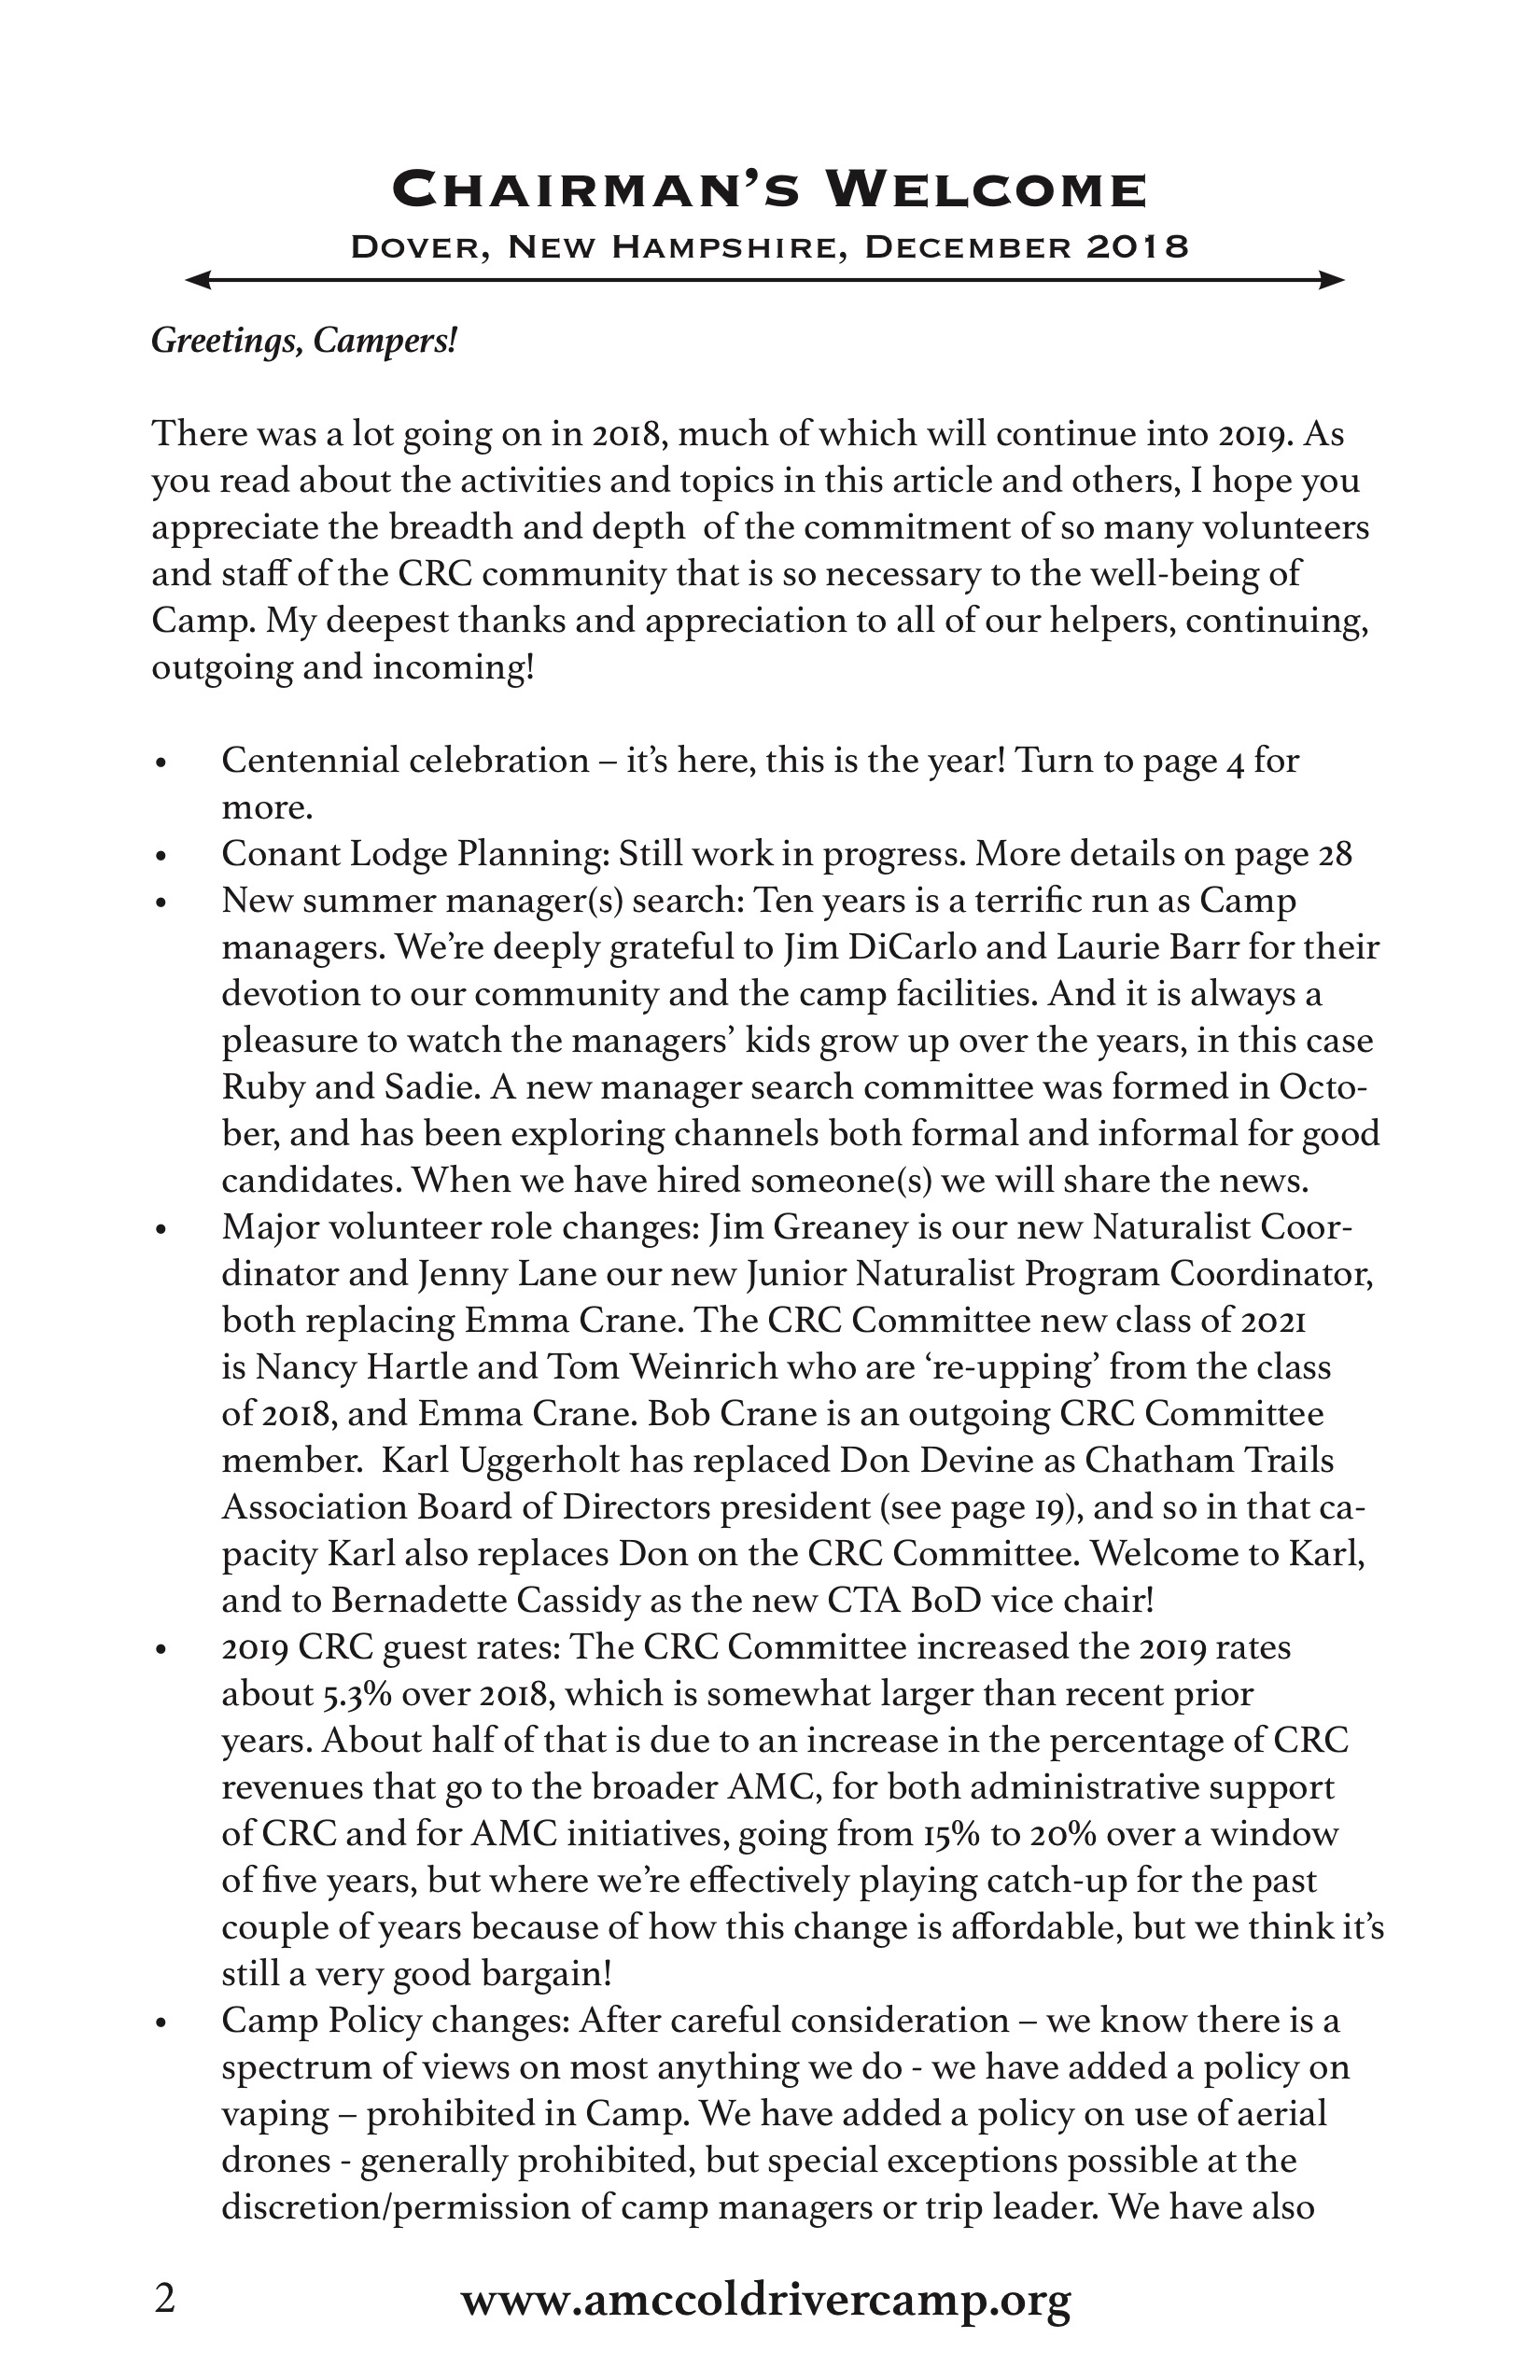 Chairman’s Welcome
Dover, New Hampshire, December 2018
Greetings, Campers!
There was a lot going on in 2018, much of which will continue into 2019. As
you read about the activities and topics in this article and others, I hope you
appreciate the breadth and depth  of the commitment of so many volunteers
and staff of the CRC community that is so necessary to the well-being of
Camp. My deepest thanks and appreciation to all of our helpers, continuing,
outgoing and incoming!
• Centennial celebration – it’s here, this is the year! Turn to page 4 for
more.
• Conant Lodge Planning: Still work in progress. More details on page 28
• New summer manager(s) search: Ten years is a terrific run as Camp
managers. We’re deeply grateful to Jim DiCarlo and Laurie Barr for their
devotion to our community and the camp facilities. And it is always a
pleasure to watch the managers’ kids grow up over the years, in this case
Ruby and Sadie. A new manager search committee was formed in Octo-
ber, and has been exploring channels both formal and informal for good
candidates. When we have hired someone(s) we will share the news.
• Major volunteer role changes: Jim Greaney is our new Naturalist Coor-
dinator and Jenny Lane our new Junior Naturalist Program Coordinator,
both replacing Emma Crane. The CRC Committee new class of 2021
is Nancy Hartle and Tom Weinrich who are ‘re-upping’ from the class
of 2018, and Emma Crane. Bob Crane is an outgoing CRC Committee
member.  Karl Uggerholt has replaced Don Devine as Chatham Trails
Association Board of Directors president (see page 19), and so in that ca-
pacity Karl also replaces Don on the CRC Committee. Welcome to Karl,
and to Bernadette Cassidy as the new CTA BoD vice chair!
• 2019 CRC guest rates: The CRC Committee increased the 2019 rates
about 5.3% over 2018, which is somewhat larger than recent prior
years. About half of that is due to an increase in the percentage of CRC
revenues that go to the broader AMC, for both administrative support
of CRC and for AMC initiatives, going from 15% to 20% over a window
of five years, but where we’re effectively playing catch-up for the past
couple of years because of how this change is affordable, but we think it’s
still a very good bargain!
• Camp Policy changes: After careful consideration – we know there is a
spectrum of views on most anything we do - we have added a policy on
vaping – prohibited in Camp. We have added a policy on use of aerial
drones - generally prohibited, but special exceptions possible at the
discretion/permission of camp managers or trip leader. We have also
2 www.amccoldrivercamp.org